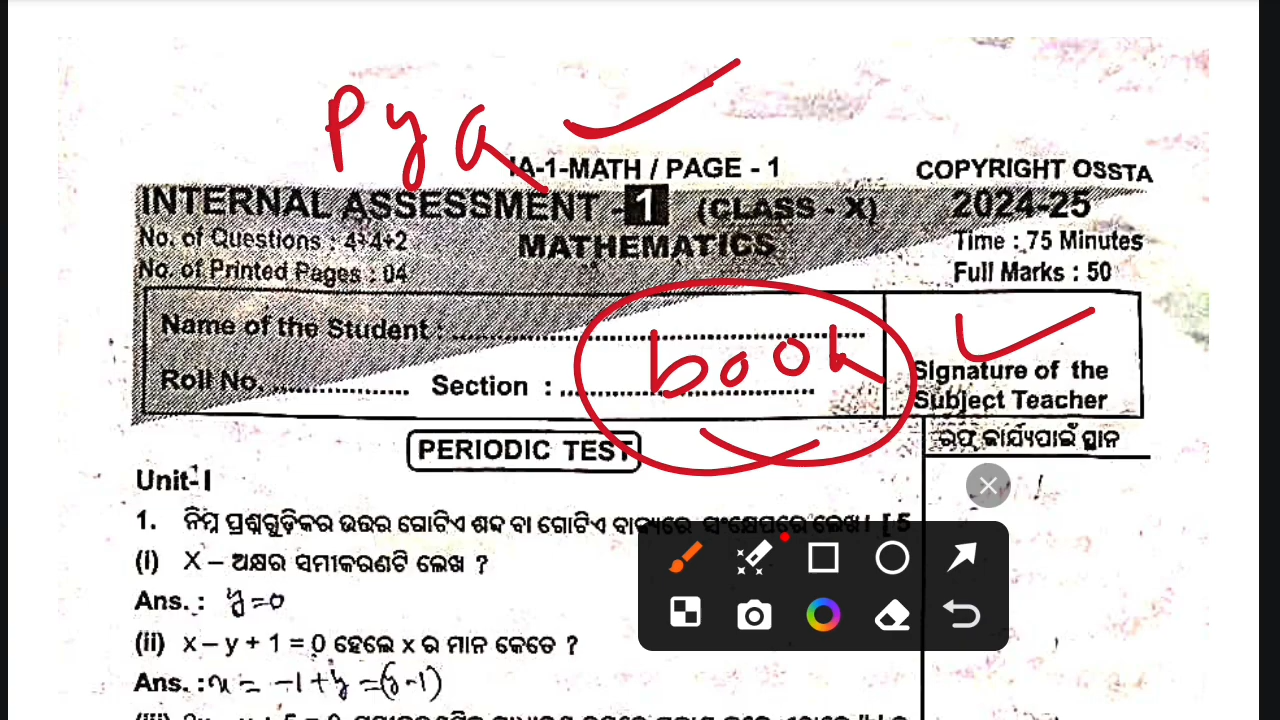 Pya
IA-1-MATH / PAGE - 1
COPYRIGHT OSSTA
INTERNAL ASSESSMENT - 1 (CLASS - X) 2024-25
No. of Questions : 4+4+2
MATHEMATICS
Time : 75 Minutes
No. of Printed Pages : 04
Full Marks : 50
Name of the Student :
book
Roll No. Section :
Signature of the
Subject Teacher
PERIODIC TEST
ରଫ୍ କାର୍ଯ୍ୟପାଇଁ ସ୍ଥାନ
Unit-I
1. ନିମ୍ନ ପ୍ରଶ୍ନଗୁଡ଼ିକର ଉତ୍ତର ଗୋଟିଏ ଶବ୍ଦ ବା ଗୋଟିଏ ବାକ୍ୟରେ ସଂକ୍ଷେପରେ ଲେଖ। [ 5
(i) X – ଅକ୍ଷର ସମୀକରଣଟି ଲେଖ ?
Ans. : y=0
(ii) x – y + 1 = 0 ହେଲେ x ର ମାନ କେତେ ?
Ans. : x = -1+y =(y-1)